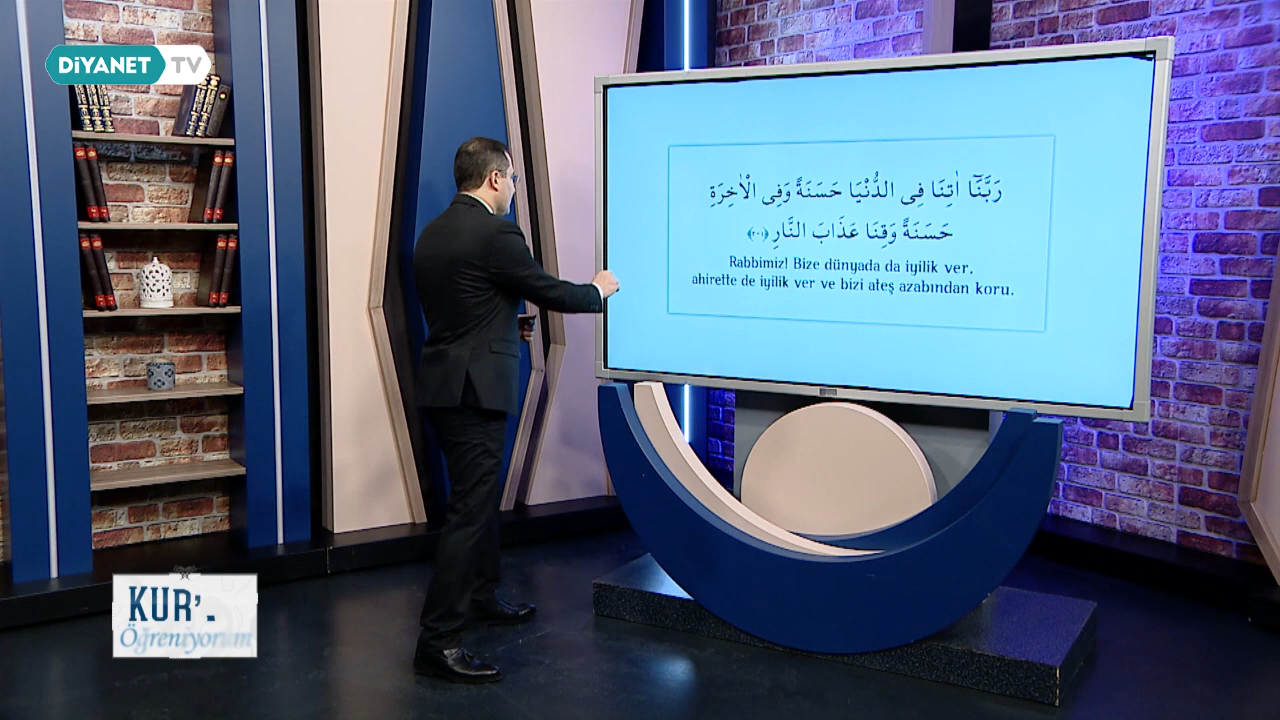 DİYANET TV
رَبَّنَٓا اٰتِنَا فِى الدُّنْيَا حَسَنَةً وَفِى الْاٰخِرَةِ
حَسَنَةً وَقِنَا عَذَابَ النَّارِ ﴿٢٠١﴾
Rabbimiz! Bize dünyada da iyilik ver,
ahirette de iyilik ver ve bizi ateş azabından koru.
KUR'
Öğreniyorum